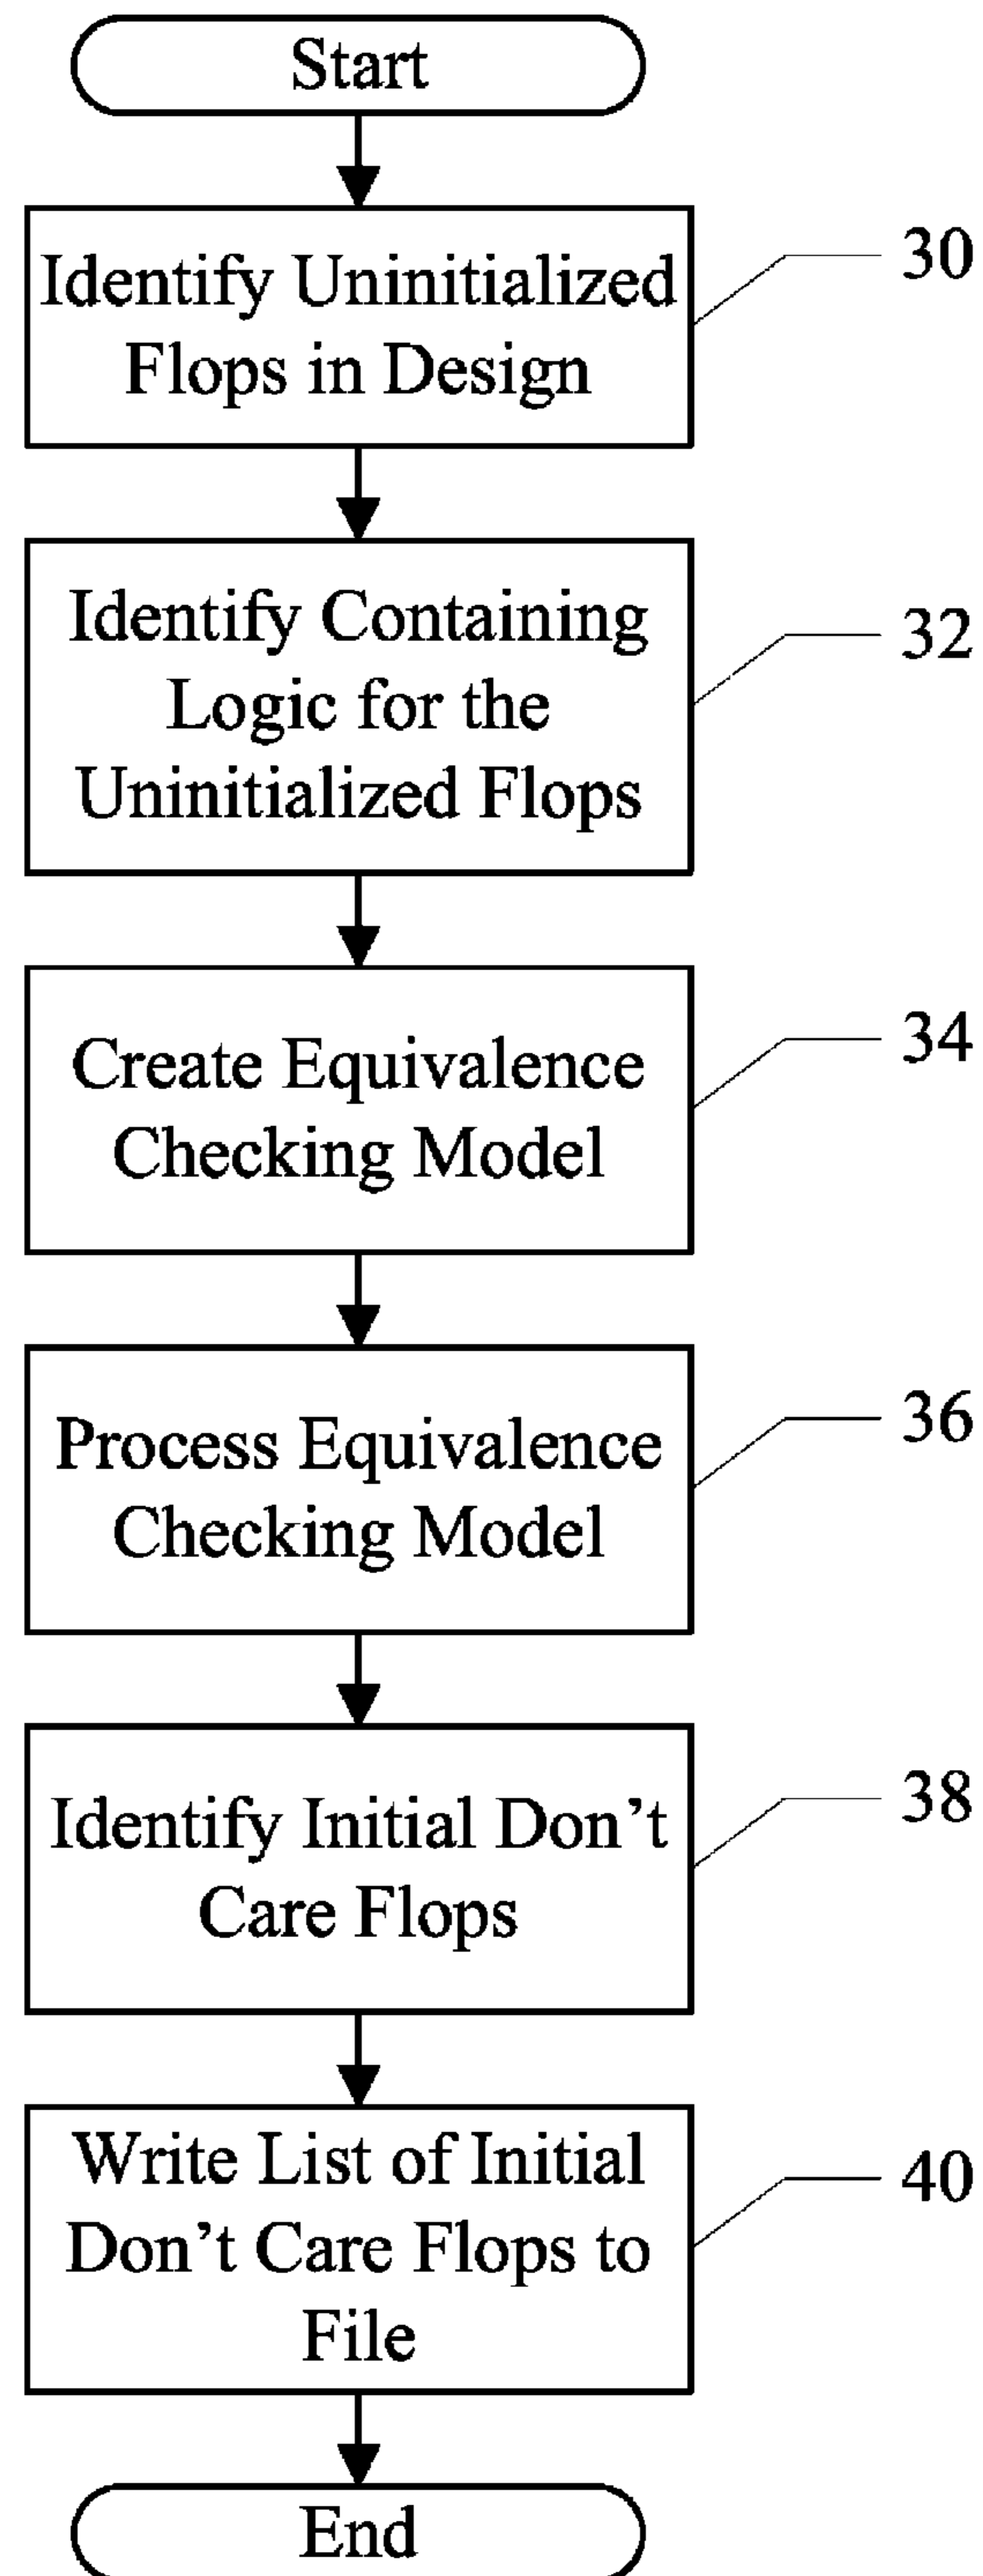 Start
Identify Uninitialized
Flops in Design
30
Identify Containing
Logic for the
Uninitialized Flops
32
Create Equivalence
Checking Model
34
Process Equivalence
Checking Model
36
Identify Initial Don’t
Care Flops
38
Write List of Initial
Don’t Care Flops to
File
40
End